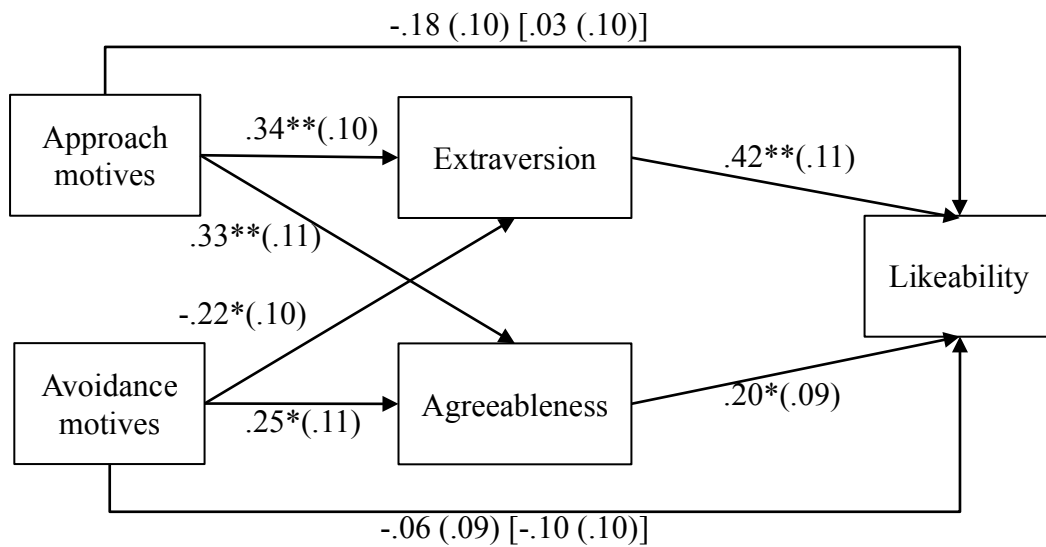 -.18 (.10) [.03 (.10)]
Approach
motives
.34**(.10)
Extraversion
.42**(.11)
.33**(.11)
Likeability
-.22*(.10)
Avoidance
motives
.25*(.11)
Agreeableness
.20*(.09)
-.06 (.09) [-.10 (.10)]